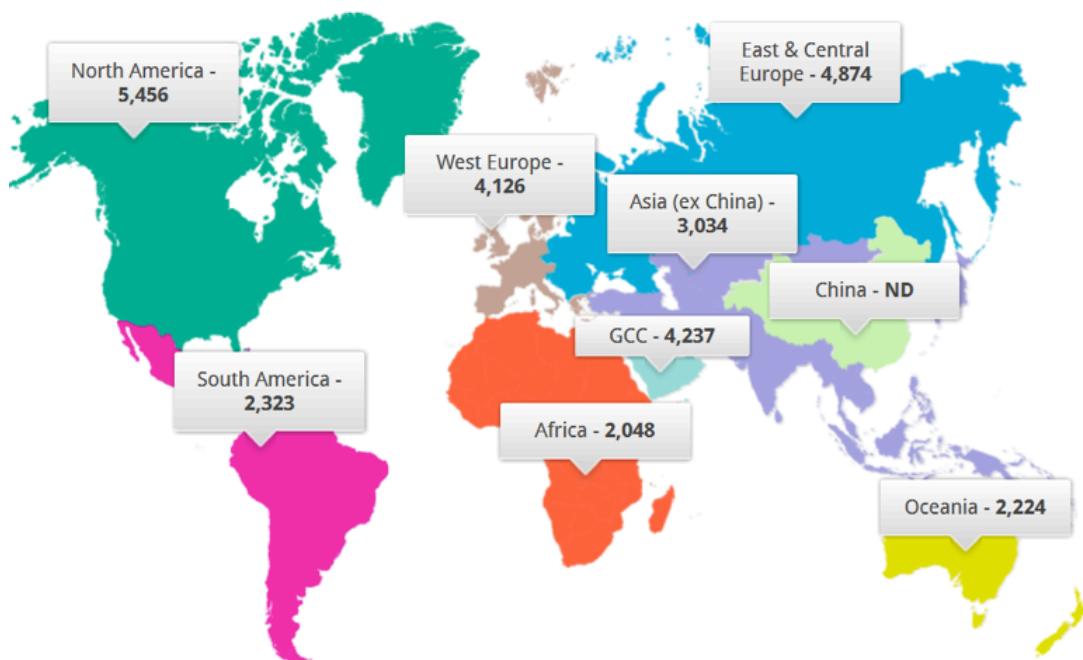 North America -
5,456
East & Central
Europe - 4,874
West Europe -
4,126
Asia (ex China) -
3,034
China - ND
GCC - 4,237
South America -
2,323
Africa - 2,048
Oceania - 2,224